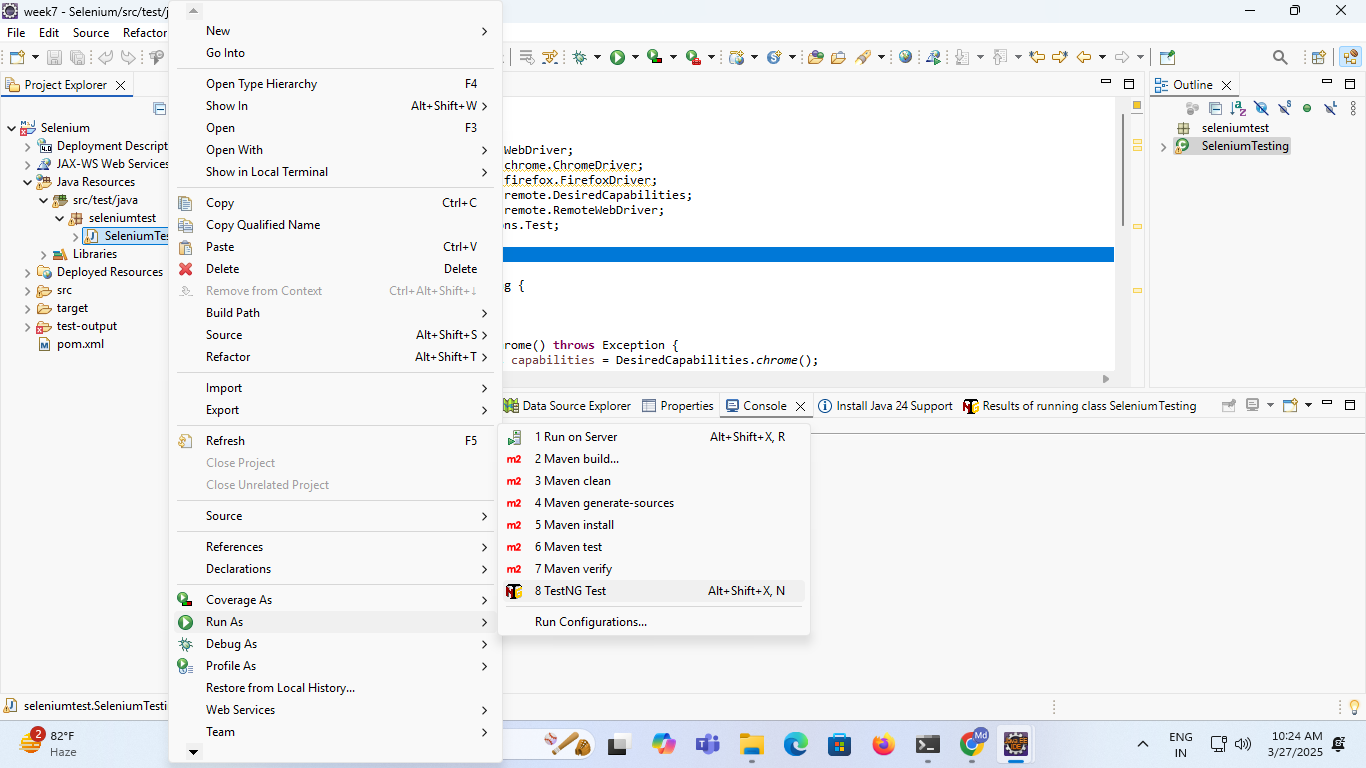 week7 - Selenium/src/test/j
File Edit Source Refactor
Project Explorer
Selenium
Deployment Descript
JAX-WS Web Services
Java Resources
src/test/java
seleniumtest
SeleniumTes
Libraries
Deployed Resources
src
target
test-output
pom.xml
New
Go Into
Open Type Hierarchy F4
Show In Alt+Shift+W
Open F3
Open With
Show in Local Terminal
Copy Ctrl+C
Copy Qualified Name
Paste Ctrl+V
Delete Delete
Remove from Context Ctrl+Alt+Shift+↓
Build Path
Source Alt+Shift+S
Refactor Alt+Shift+T
Import
Export
Refresh F5
Close Project
Close Unrelated Project
Source
References
Declarations
Coverage As
Run As
Debug As
Profile As
Restore from Local History...
Web Services
Team
WebDriver;
chrome.ChromeDriver;
firefox.FirefoxDriver;
remote.DesiredCapabilities;
remote.RemoteWebDriver;
ns.Test;
g {
rome() throws Exception {
capabilities = DesiredCapabilities.chrome();
Outline
seleniumtest
SeleniumTesting
Data Source Explorer Properties Console Install Java 24 Support Results of running class SeleniumTesting
1 Run on Server Alt+Shift+X, R
2 Maven build...
3 Maven clean
4 Maven generate-sources
5 Maven install
6 Maven test
7 Maven verify
8 TestNG Test Alt+Shift+X, N
Run Configurations...
seleniumtest.SeleniumTesti
2
82°F
Haze
Md
ENG
IN
10:24 AM
3/27/2025